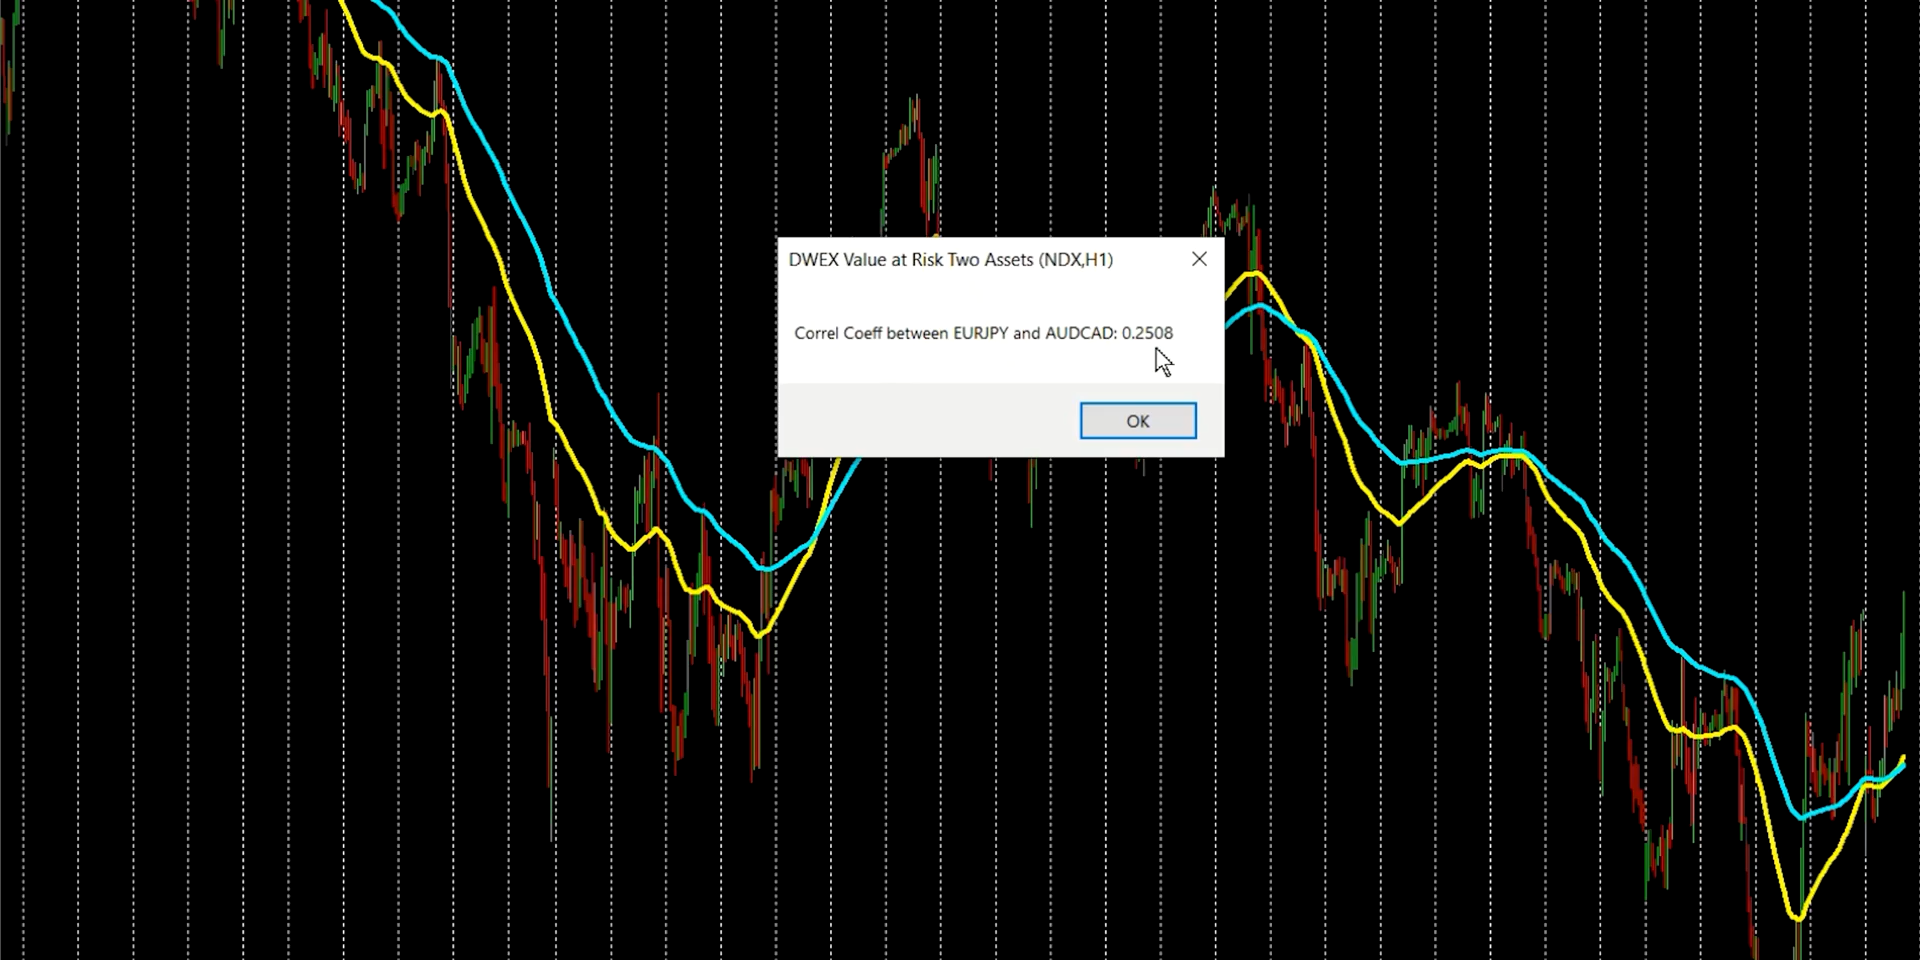 DWEX Value at Risk Two Assets (NDX,H1)
Correl Coeff between EURJPY and AUDCAD: 0.2508
OK